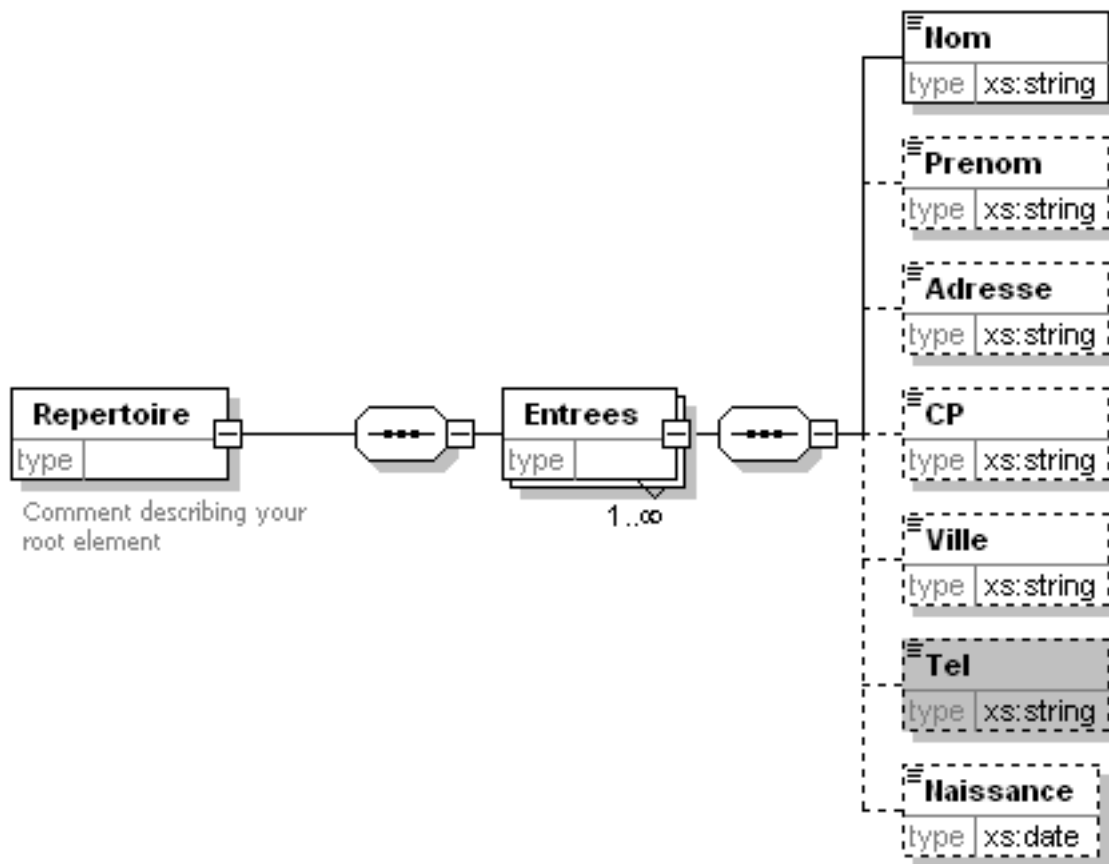 Nom
type xs:string
Prenom
type xs:string
Adresse
type xs:string
Repertoire
type
Comment describing your
root element
Entrees
type
1..∞
CP
type xs:string
Ville
type xs:string
Tel
type xs:string
Naissance
type xs:date